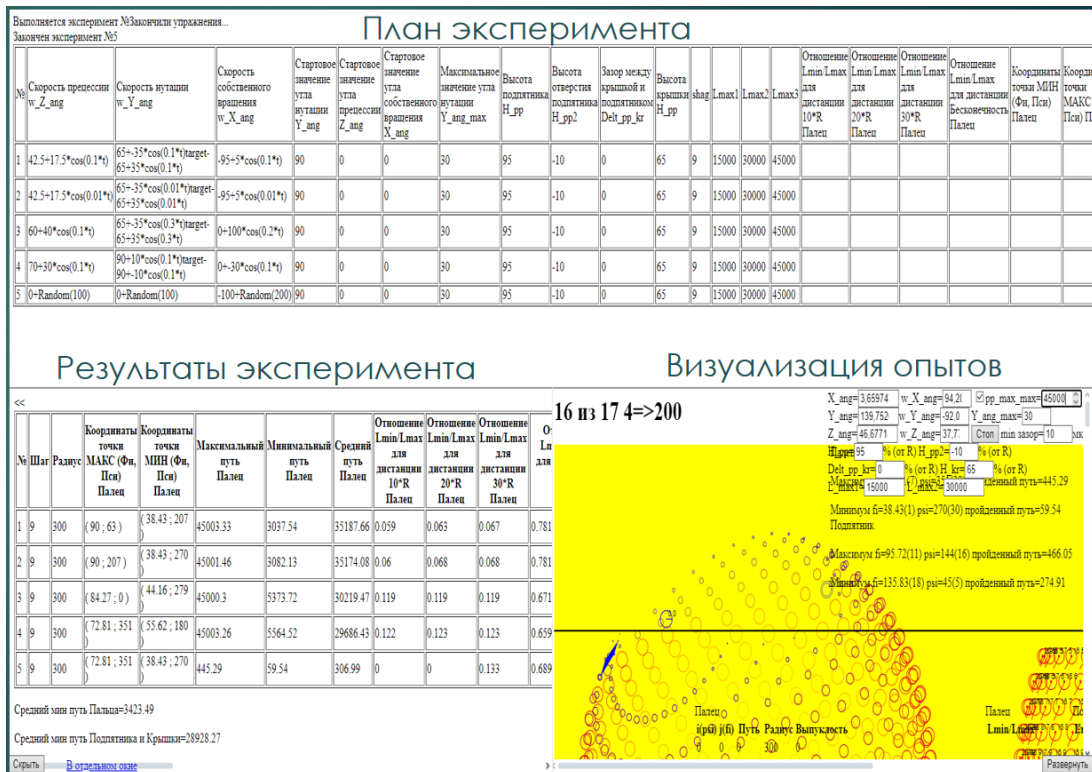 Выполняется эксперимент №Закончили упражнения...
Закончен эксперимент №5
План эксперимента
№ Скорость прецессии w_Z_ang Скорость нутации w_Y_ang Скорость собственного вращения w_X_ang Стартовое значение угла нутации Y_ang Стартовое значение угла прецессии Z_ang Стартовое значение угла собственного вращения X_ang Максимальное значение угла нутации Y_ang_max Высота подпятника H_pp Высота отверстия подпятника H_pp2 Зазор между крышкой и подпятником Delt_pp_kr Высота крышки H_pp shag Lmax1 Lmax2 Lmax3 Отношение Lmin/Lmax для дистанции 10*R Палец Отношение Lmin/Lmax для дистанции 20*R Палец Отношение Lmin/Lmax для дистанции 30*R Палец Отношение Lmin/Lmax для дистанции Бесконечность Палец Координаты точки МИН (Фи, Пси) Палец Координ точки МАКС Пси) П
1 42.5+17.5*cos(0.1*t) 65+-35*cos(0.1*t)target-65+35*cos(0.1*t) -95+5*cos(0.1*t) 90 0 0 30 95 -10 0 65 9 15000 30000 45000
2 42.5+17.5*cos(0.01*t) 65+-35*cos(0.01*t)target-65+35*cos(0.01*t) -95+5*cos(0.01*t) 90 0 0 30 95 -10 0 65 9 15000 30000 45000
3 60+40*cos(0.1*t) 65+-35*cos(0.3*t)target-65+35*cos(0.3*t) 0+100*cos(0.2*t) 90 0 0 30 95 -10 0 65 9 15000 30000 45000
4 70+30*cos(0.1*t) 90+10*cos(0.1*t)target-90+-10*cos(0.1*t) 0+-30*cos(0.1*t) 90 0 0 30 95 -10 0 65 9 15000 30000 45000
5 0+Random(100) 0+Random(100) -100+Random(200) 90 0 0 30 95 -10 0 65 9 15000 30000 45000
Результаты эксперимента
<<
№ Шаг Радиус Координаты точки МАКС (Фи, Пси) Палец Координаты точки МИН (Фи, Пси) Палец Максимальный путь Палец Минимальный путь Палец Средний путь Палец Отношение Lmin/Lmax для дистанции 10*R Палец Отношение Lmin/Lmax для дистанции 20*R Палец Отношение Lmin/Lmax для дистанции 30*R Палец
1 9 300 ( 90 ; 63 ) ( 38.43 ; 207 ) 45003.33 3037.54 35187.66 0.059 0.063 0.067 0.781
2 9 300 ( 90 ; 207 ) ( 38.43 ; 270 ) 45001.46 3082.13 35174.08 0.06 0.068 0.068 0.781
3 9 300 ( 84.27 ; 0 ) ( 44.16 ; 279 ) 45000.3 5373.72 30219.47 0.119 0.119 0.119 0.671
4 9 300 ( 72.81 ; 351 ) ( 55.62 ; 180 ) 45003.26 5564.52 29686.43 0.122 0.123 0.123 0.659
5 9 300 ( 72.81 ; 351 ) ( 38.43 ; 270 ) 445.29 59.54 306.99 0 0 0.133 0.689
Средний мин путь Пальца=3423.49
Средний мин путь Подпятника и Крышки=28928.27
Скрыть В отдельном окне
Визуализация опытов
16 из 17 4=>200
X_ang= 3,65974 w_X_ang= 94,2 pp_max_max= 45000
Y_ang= 139,752 w_Y_ang= -92,0 Y_ang_max= 30
Z_ang= 46,6771 w_Z_ang= 37,7 Стоп min зазор= 10 мк
95 % (от R) H_pp2= -10 % (от R)
Delt_pp_kr= 0 % (от R) H_kr= 65 % (от R)
15000 L_max2= 30000
пройденный путь=445.29
Минимум fi=38.43(1) psi=270(30) пройденный путь=59.54
Подпятник
Максимум fi=95.72(11) psi=144(16) пройденный путь=466.05
Минимум fi=135.83(18) psi=45(5) пройденный путь=274.91
Палец
i(psi) j(fi) Путь Радиус Выпуклость
0 0 0 300 0
Палец
Развернуть